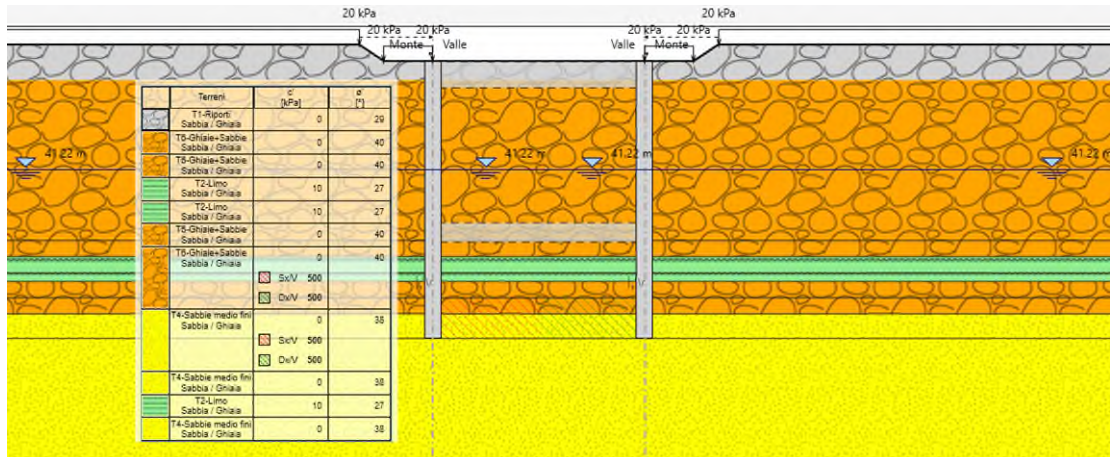 20 kPa
20 kPa
20 kPa 20 kPa
20 kPa 20 kPa
Monte Valle
Valle Monte
Terreni c' [kPa] ø' [°]
T1-Riporti
Sabbia / Ghiaia 0 29
T6-Ghiaie+Sabbie
Sabbia / Ghiaia 0 40
T6-Ghiaie+Sabbie
Sabbia / Ghiaia 0 40
T2-Limo
Sabbia / Ghiaia 10 27
T2-Limo
Sabbia / Ghiaia 10 27
T6-Ghiaie+Sabbie
Sabbia / Ghiaia 0 40
T6-Ghiaie+Sabbie
Sabbia / Ghiaia 0 40
Sx/V 500
Dx/V 500
T4-Sabbie medio fini
Sabbia / Ghiaia 0 38
Sx/V 500
Dx/V 500
T4-Sabbie medio fini
Sabbia / Ghiaia 0 38
T2-Limo
Sabbia / Ghiaia 10 27
T4-Sabbie medio fini
Sabbia / Ghiaia 0 38
41.22 m
41.22 m
41.22 m
41.22 m